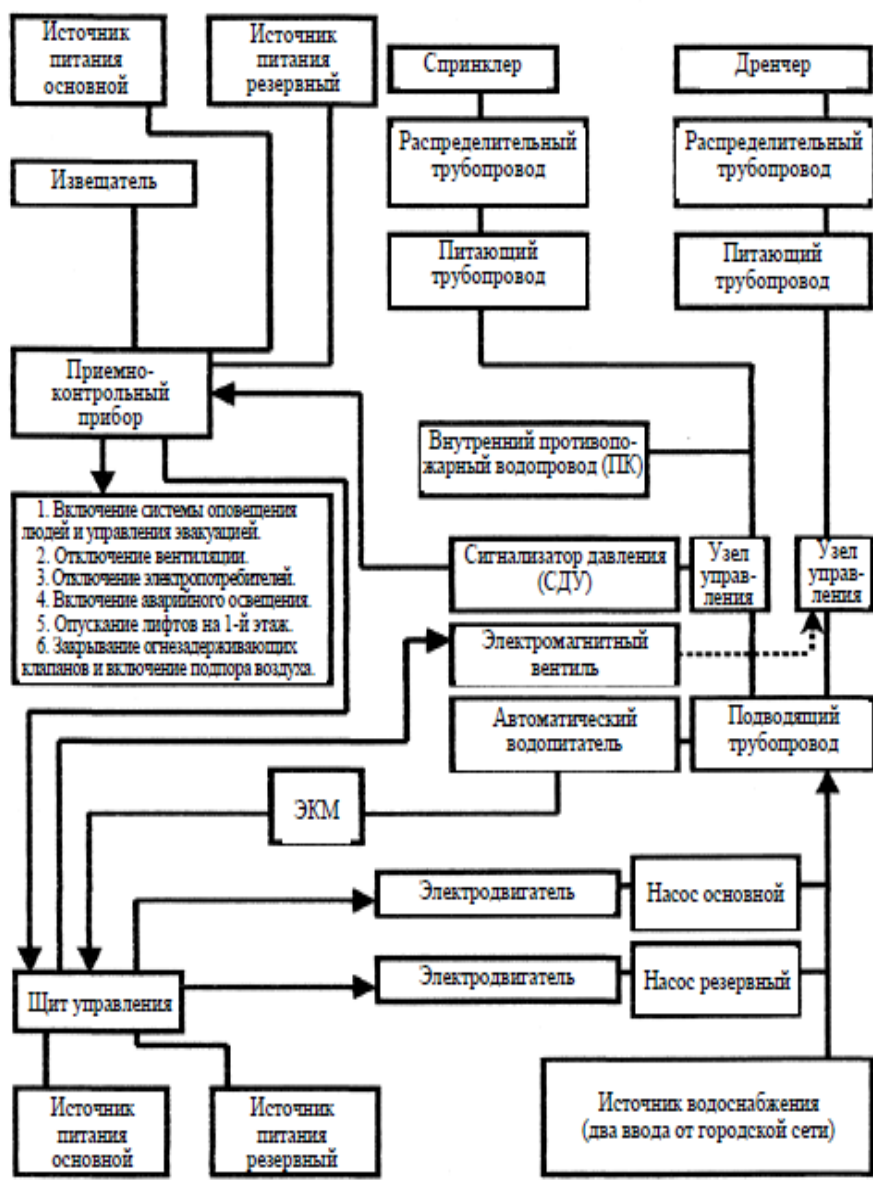 Источник
питания
основной
Источник
питания
резервный
Спринклер
Дренчер
Распределительный
трубопровод
Распределительный
трубопровод
Извещатель
Питающий
трубопровод
Питающий
трубопровод
Приемно-
контрольный
прибор
Внутренний противопо-
жарный водопровод (ПК)
1. Включение системы оповещения
людей и управления эвакуацией.
2. Отключение вентиляции.
3. Отключение электропотребителей.
4. Включение аварийного освещения.
5. Опускание лифтов на 1-й этаж.
6. Закрывание огнезадерживающих
клапанов и включение подпора воздуха.
Сигнализатор давления
(СДУ)
Узел
управ-
ления
Узел
управ-
ления
Электромагнитный
вентиль
Автоматический
водопитатель
Подводящий
трубопровод
ЭКМ
Электродвигатель
Насос основной
Электродвигатель
Насос резервный
Щит управления
Источник
питания
основной
Источник
питания
резервный
Источник водоснабжения
(два ввода от городской сети)